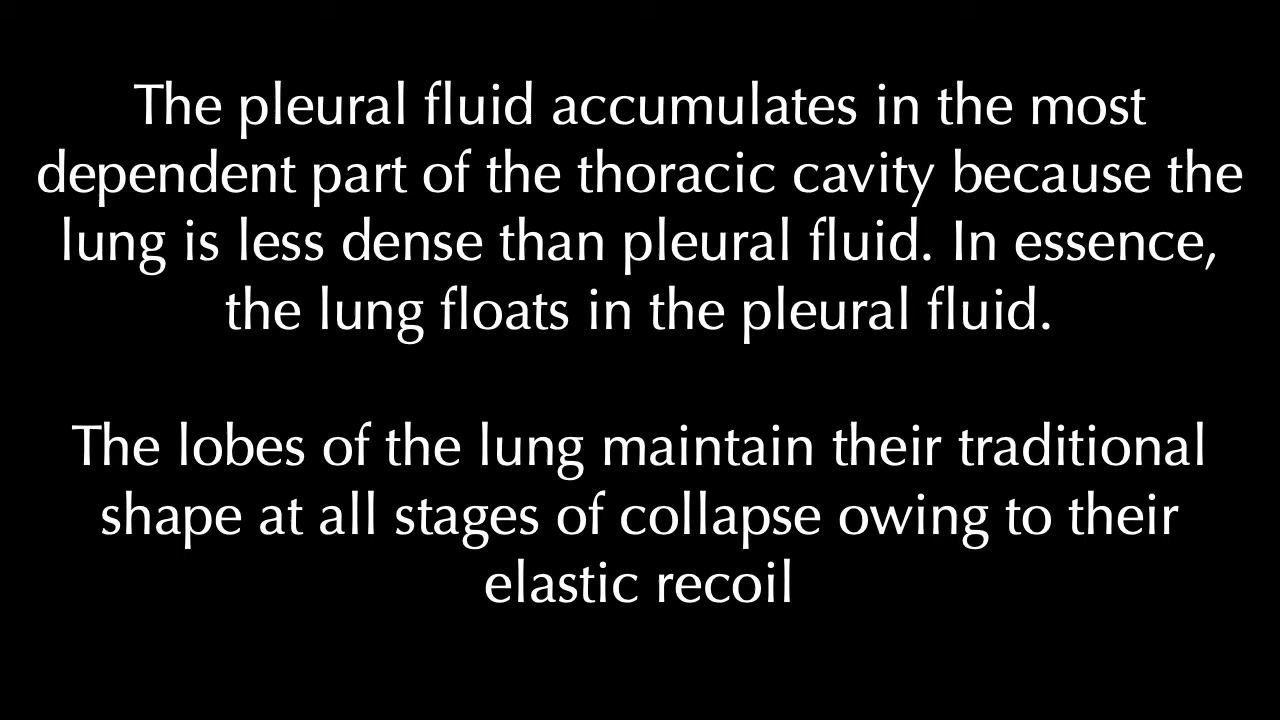 The pleural fluid accumulates in the most
dependent part of the thoracic cavity because the
lung is less dense than pleural fluid. In essence,
the lung floats in the pleural fluid.
The lobes of the lung maintain their traditional
shape at all stages of collapse owing to their
elastic recoil